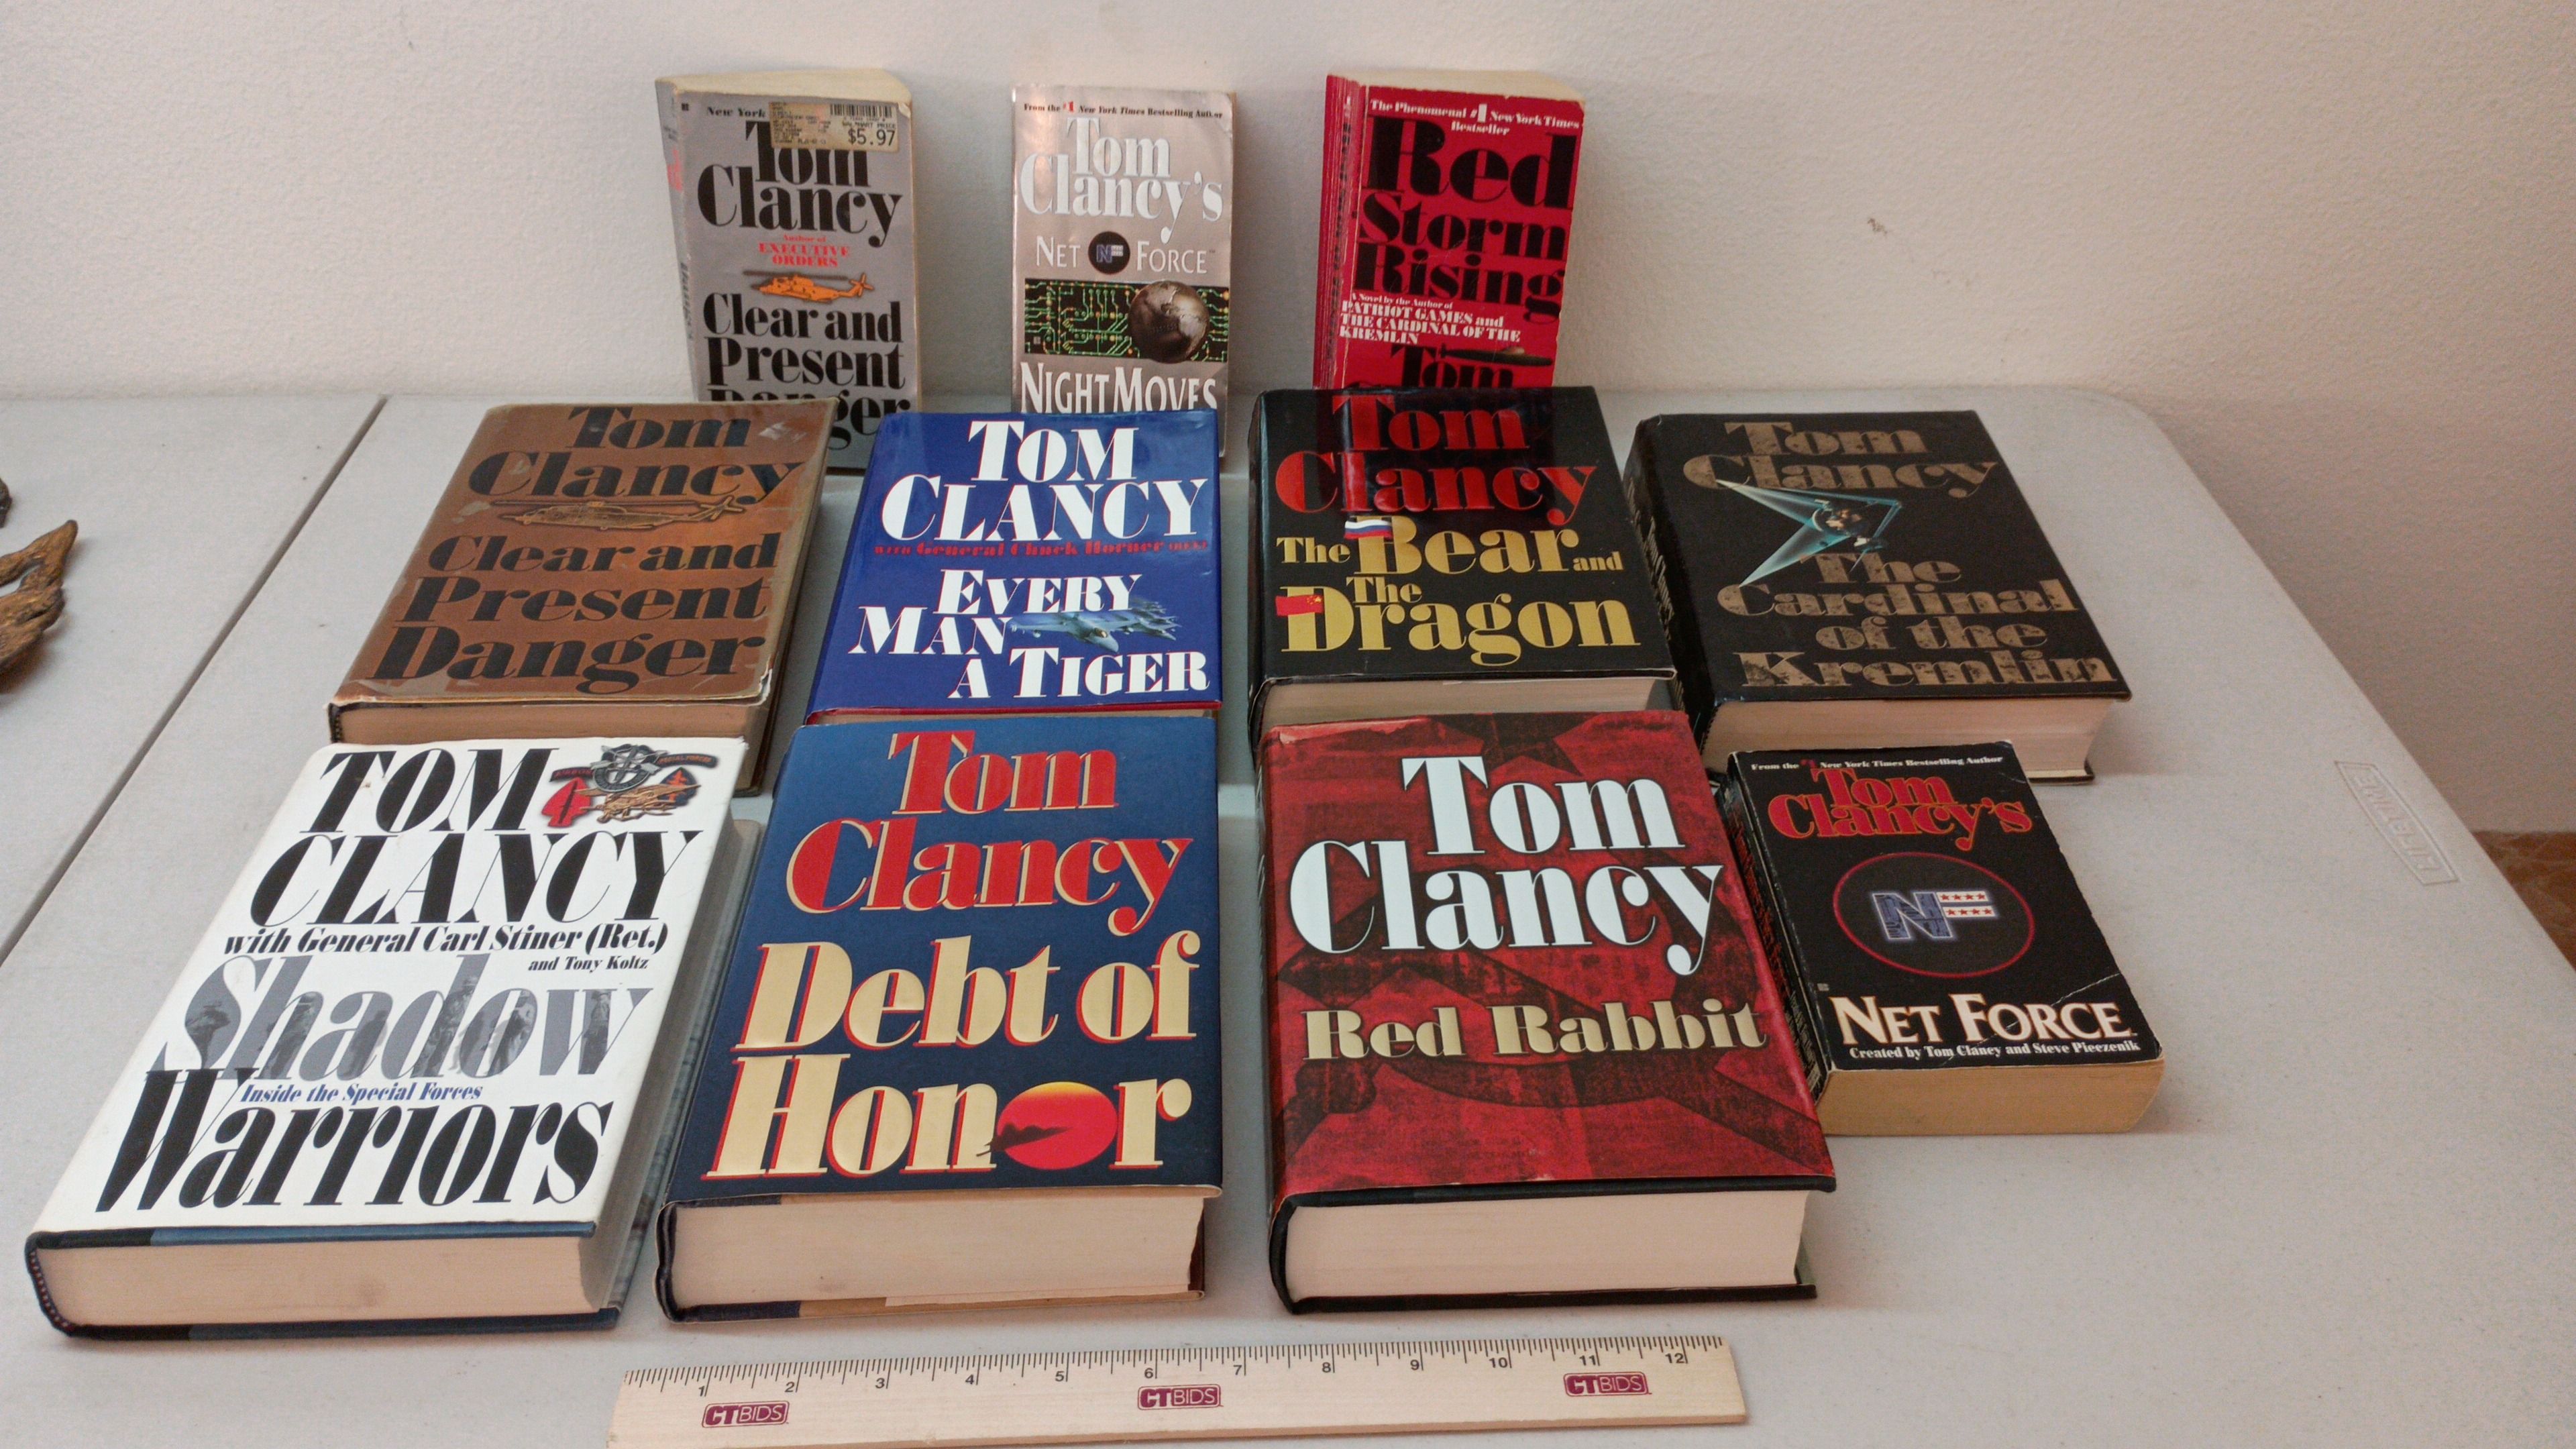 New York
$5.97
Tom
Clancy
Author of
EXECUTIVE
ORDERS
Clear and
Present
Danger
From the #1 New York Times Bestselling Author
Tom
Clancy's
NET NF FORCE
NIGHT MOVES
The Phenomenal #1 New York Times
Bestseller
Red
Storm
Rising
A Novel by the Author of
PATRIOT GAMES and
THE CARDINAL OF THE
KREMLIN
Tom
Tom
Clancy
Clear and
Present
Danger
TOM
CLANCY
with General Chuck Horner (Ret.)
EVERY
MAN
A TIGER
Tom
Clancy
The Bear and
The
Dragon
Tom
Clancy
The
Cardinal
of the
Kremlin
TOM
CLANCY
with General Carl Stiner (Ret.)
and Tony Koltz
Shadow
Inside the Special Forces
Warriors
Tom
Clancy
Debt of
Honor
Tom
Clancy
Red Rabbit
From the #1 New York Times Bestselling Author
Tom
Clancy's
NF
NET FORCE
Created by Tom Clancy and Steve Pieczenik
LIFETIME
1 2 3 4 5 6 7 8 9 10 11 12
CTBIDS CTBIDS CTBIDS